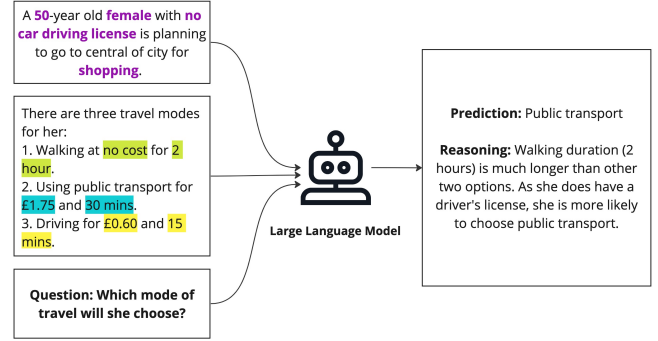 A 50-year old female with no
car driving license is planning
to go to central of city for
shopping.
There are three travel modes
for her:
1. Walking at no cost for 2
hour.
2. Using public transport for
£1.75 and 30 mins.
3. Driving for £0.60 and 15
mins.
Question: Which mode of
travel will she choose?
Large Language Model
Prediction: Public transport
Reasoning: Walking duration (2
hours) is much longer than other
two options. As she does have a
driver's license, she is more likely
to choose public transport.